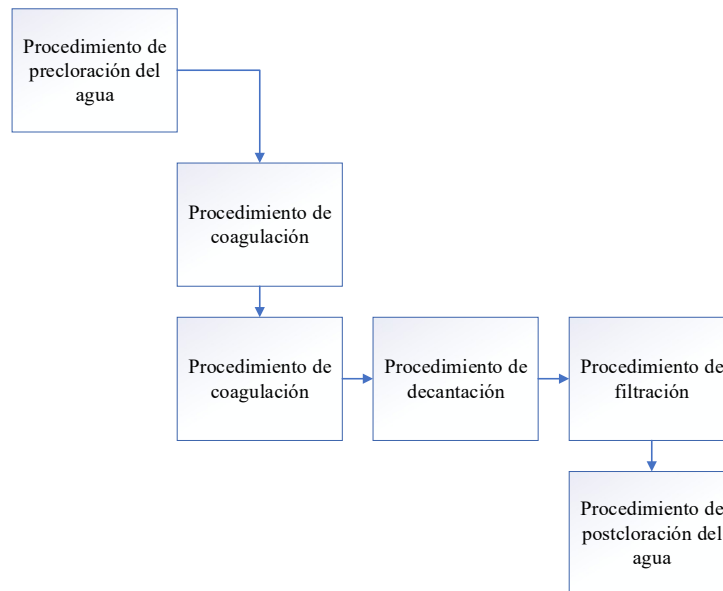 Procedimiento de
precloración del
agua
Procedimiento de
coagulación
Procedimiento de
coagulación
Procedimiento de
decantación
Procedimiento de
filtración
Procedimiento de
postcloración del
agua